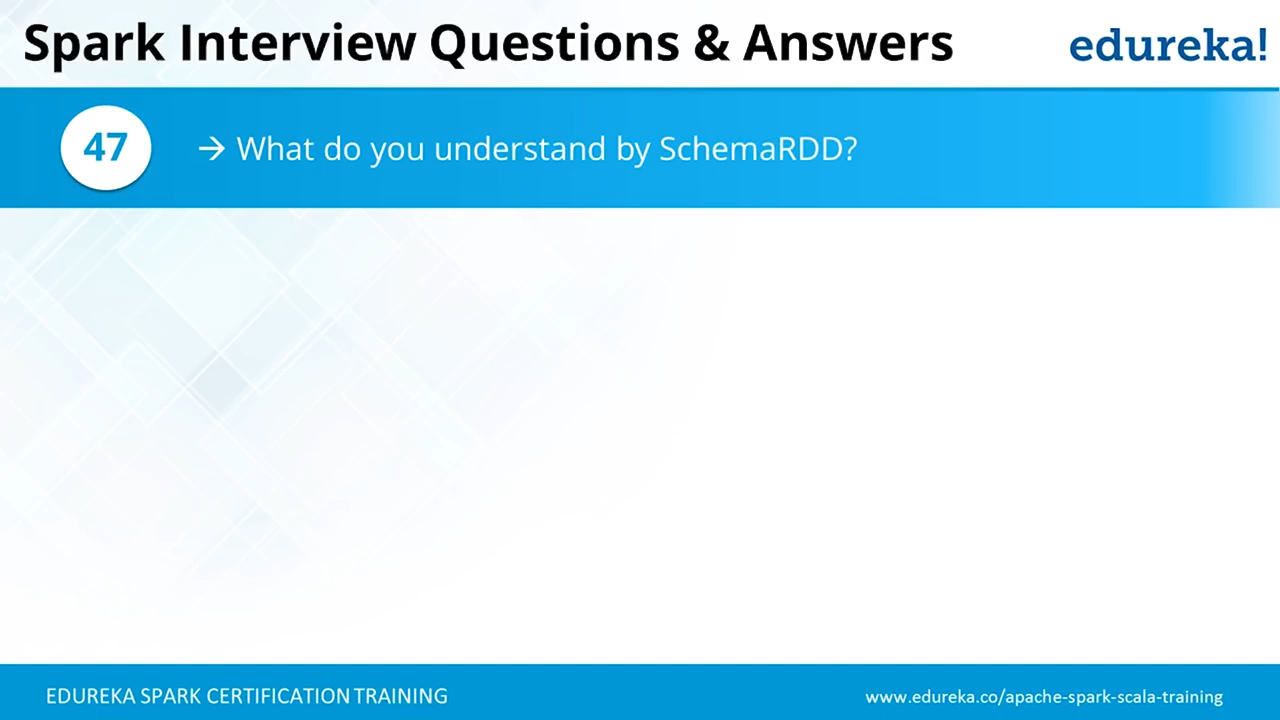 Spark Interview Questions & Answers
edureka!
47
→ What do you understand by SchemaRDD?
EDUREKA SPARK CERTIFICATION TRAINING
www.edureka.co/apache-spark-scala-training